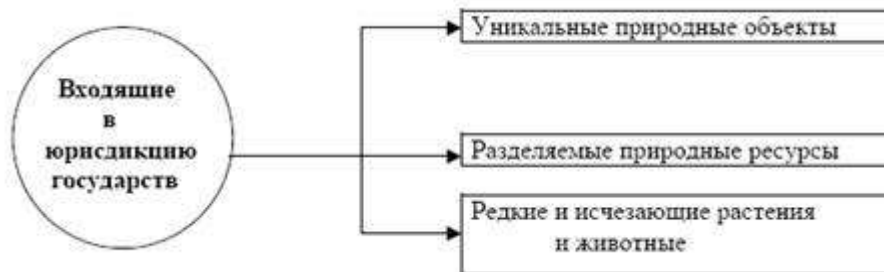 Входящие
в
юрисдикцию
государств
Уникальные природные объекты
Разделяемые природные ресурсы
Редкие и исчезающие растения
и животные